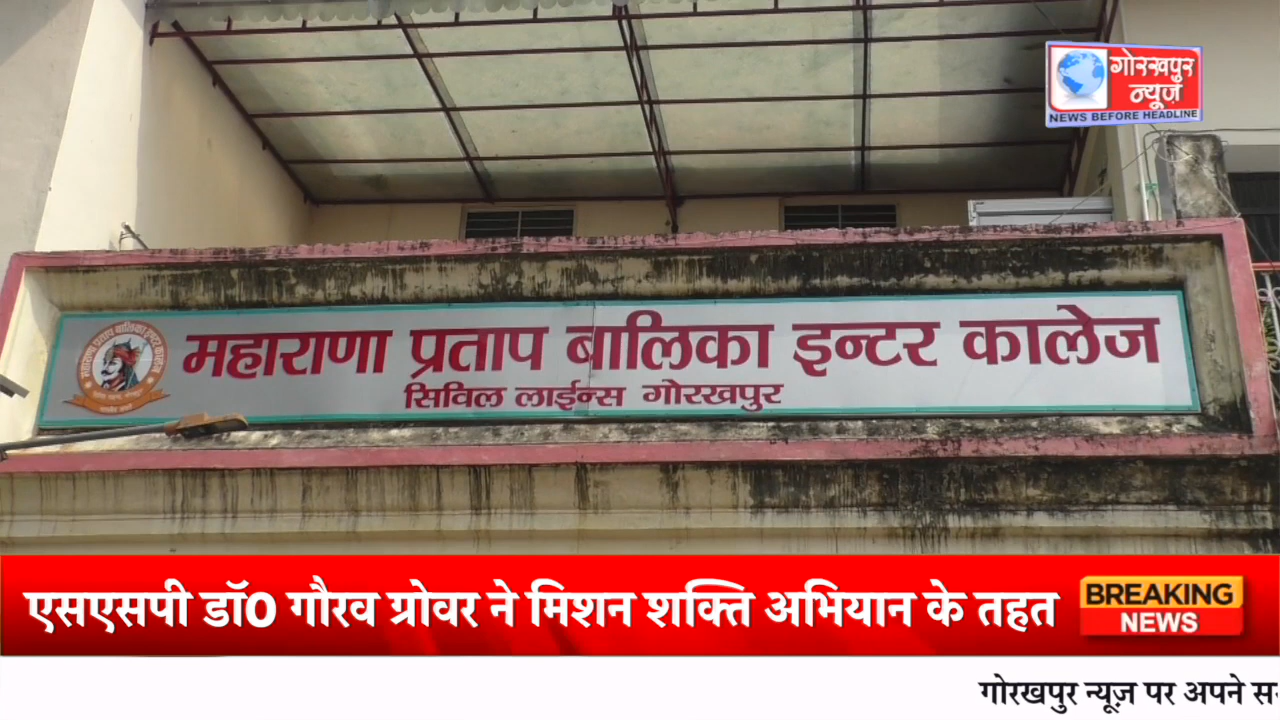 गोरखपुर
न्यूज़
NEWS BEFORE HEADLINE
महाराणा प्रताप बालिका इन्टर कालेज
सिविल लाईन्स गोरखपुर
एसएसपी डॉ0 गौरव ग्रोवर ने मिशन शक्ति अभियान के तहत
BREAKING
NEWS
गोरखपुर न्यूज़ पर अपने